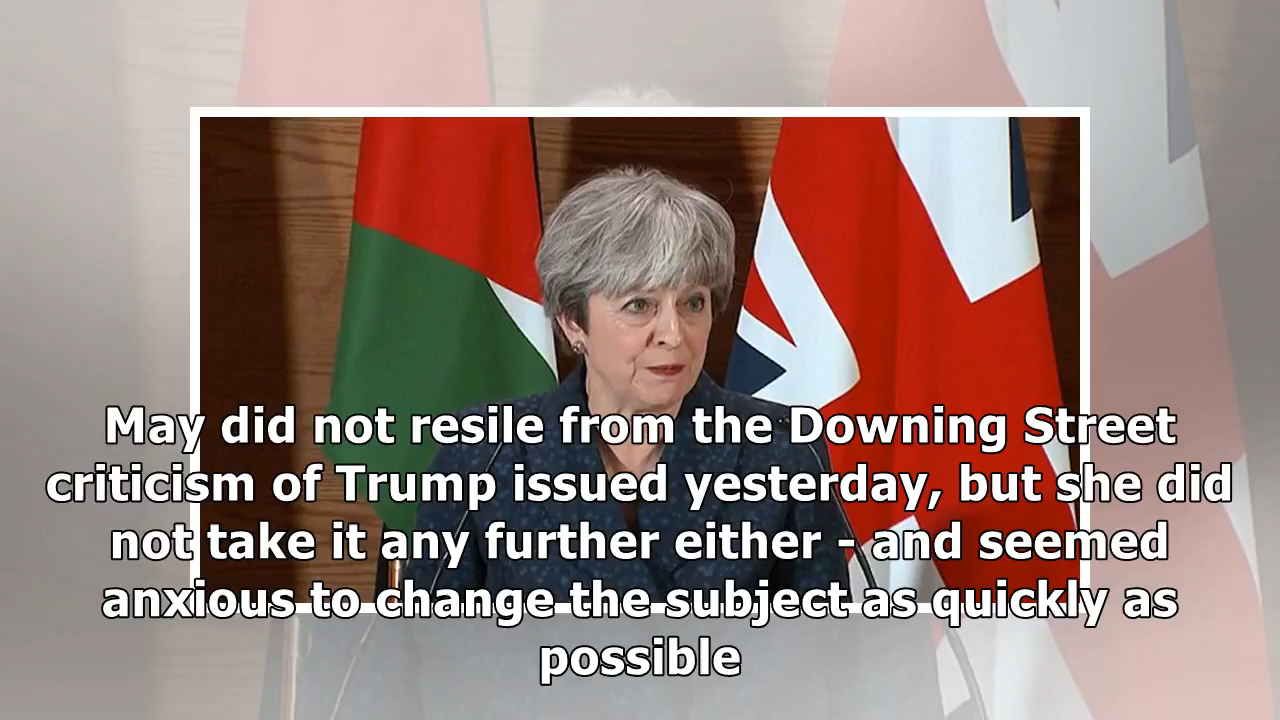 May did not resile from the Downing Street
criticism of Trump issued yesterday, but she did
not take it any further either - and seemed
anxious to change the subject as quickly as
possible